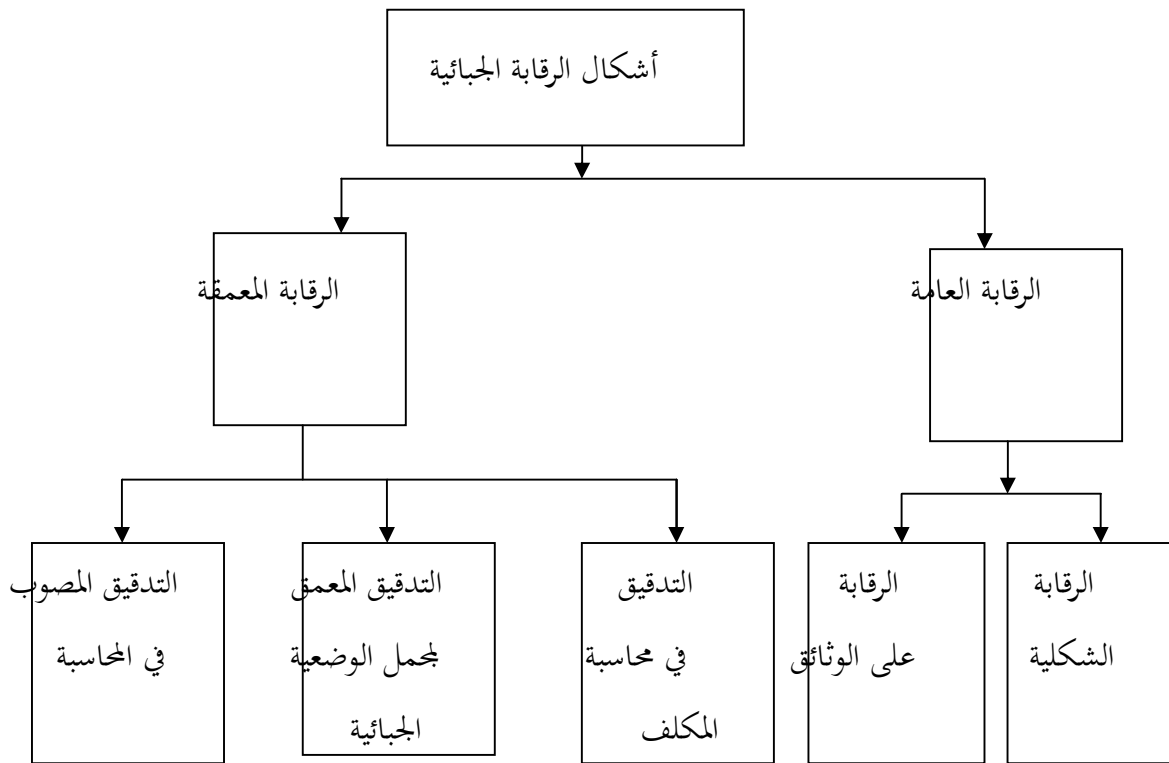 أشكال الرقابة الجبائية
الرقابة العامة
الرقابة المعمقة
الرقابة
الشكلية
الرقابة
على الوثائق
التدقيق
في محاسبة
المكلف
التدقيق المعمق
لمجمل الوضعية
الجبائية
التدقيق المصوب
في المحاسبة